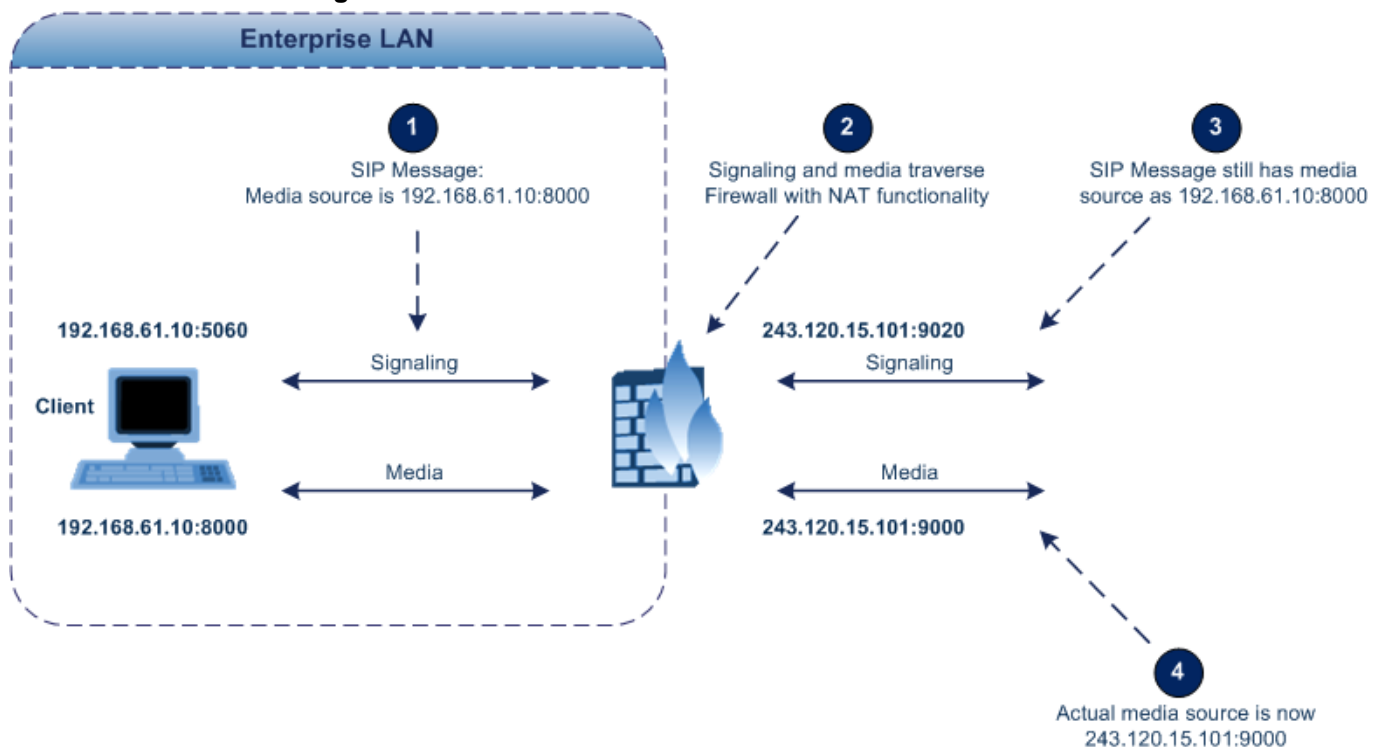 Enterprise LAN
1
SIP Message:
Media source is 192.168.61.10:8000
2
Signaling and media traverse
Firewall with NAT functionality
3
SIP Message still has media
source as 192.168.61.10:8000
192.168.61.10:5060
Signaling
243.120.15.101:9020
Signaling
Client
Media
Media
192.168.61.10:8000
243.120.15.101:9000
4
Actual media source is now
243.120.15.101:9000